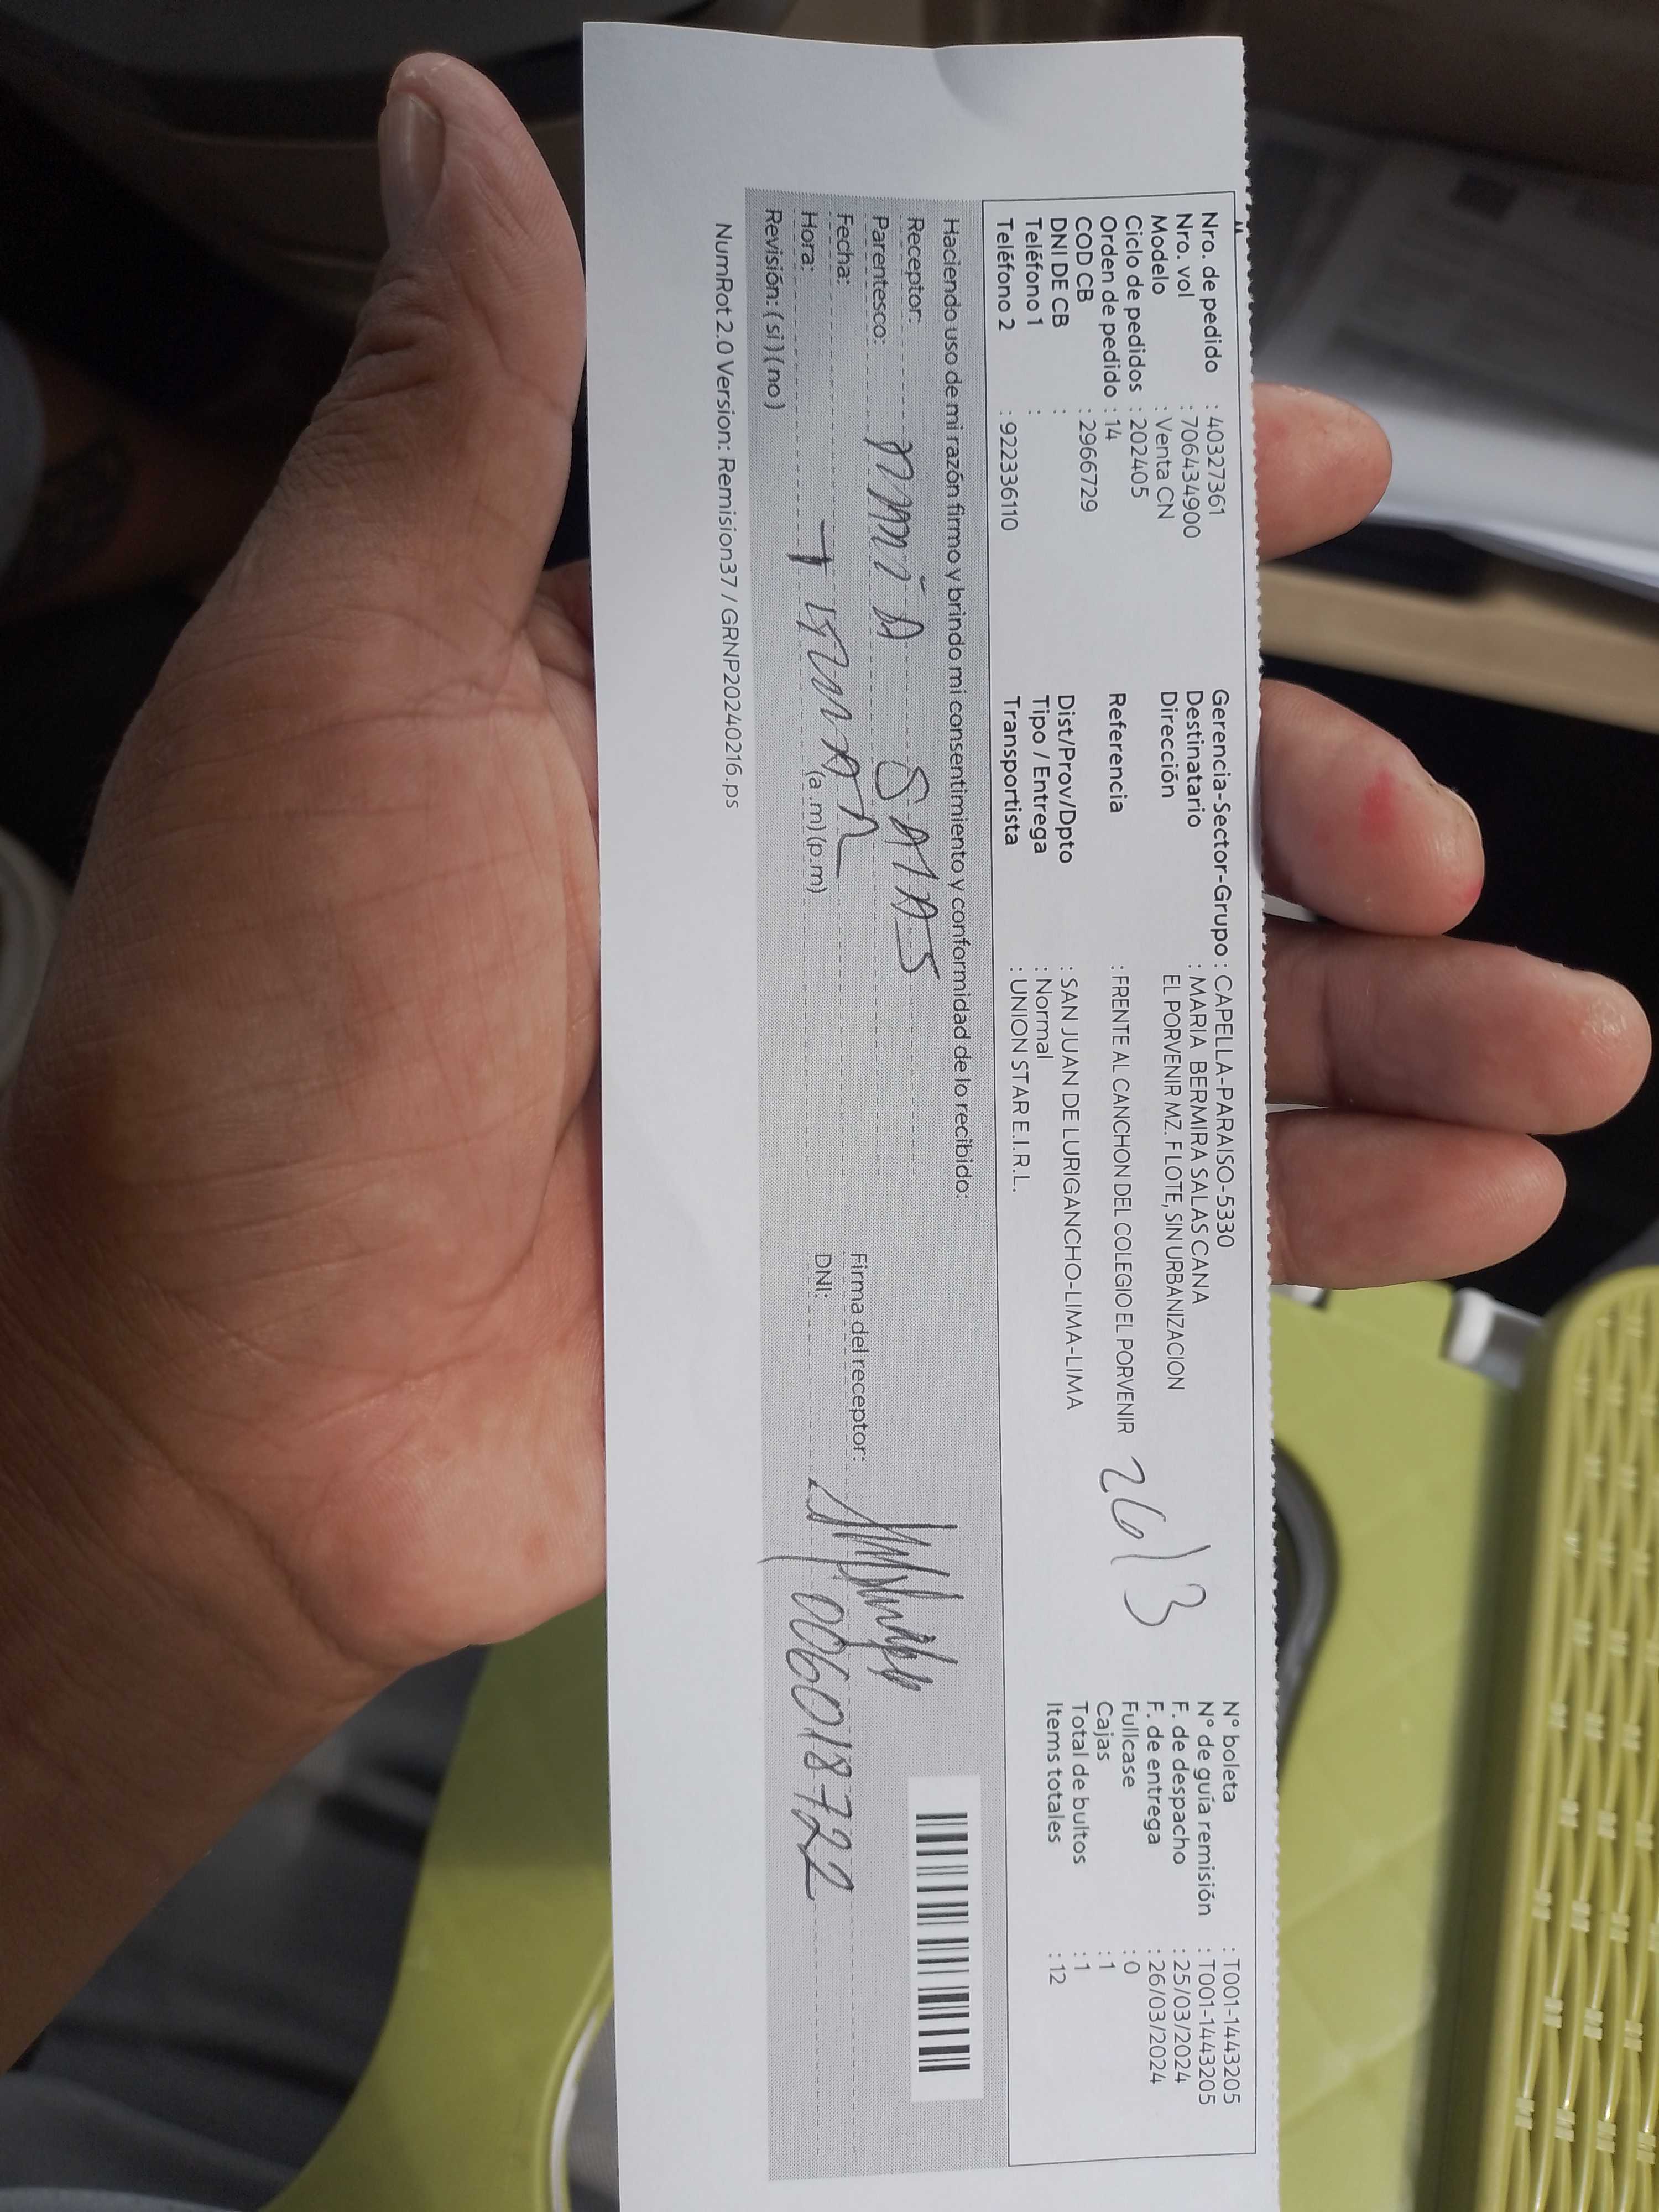 Nro. de pedido : 40327361
Nro. vol : 706434900
Modelo : Venta CN
Ciclo de pedidos : 202405
Orden de pedido : 14
COD CB : 2966729
DNI DE CB :
Teléfono 1 :
Teléfono 2 : 922336110
Gerencia-Sector-Grupo : CAPELLA-PARAISO-5330
Destinatario : MARIA BERMIRA SALAS CANA
Dirección EL PORVENIR MZ. F LOTE, SIN URBANIZACION
Referencia : FRENTE AL CANCHON DEL COLEGIO EL PORVENIR
Dist/Prov/Dpto : SAN JUAN DE LURIGANCHO-LIMA-LIMA
Tipo / Entrega : Normal
Transportista : UNION STAR E.I.R.L.
26/3
N° boleta : T001-1443205
N° de guía remisión : T001-1443205
F. de despacho : 25/03/2024
F. de entrega : 26/03/2024
Fullcase : 0
Cajas : 1
Total de bultos : 1
Items totales : 12
Haciendo uso de mi razón firmo y brindo mi consentimiento y conformidad de lo recibido:
Receptor: SALAS
Parentesco:
Fecha:
Hora: (a.m) (p.m)
Revisión: ( si ) ( no )
Firma del receptor:
DNI: 006018722
NumRot 2.0 Version: Remision37 / GRNP20240216.ps